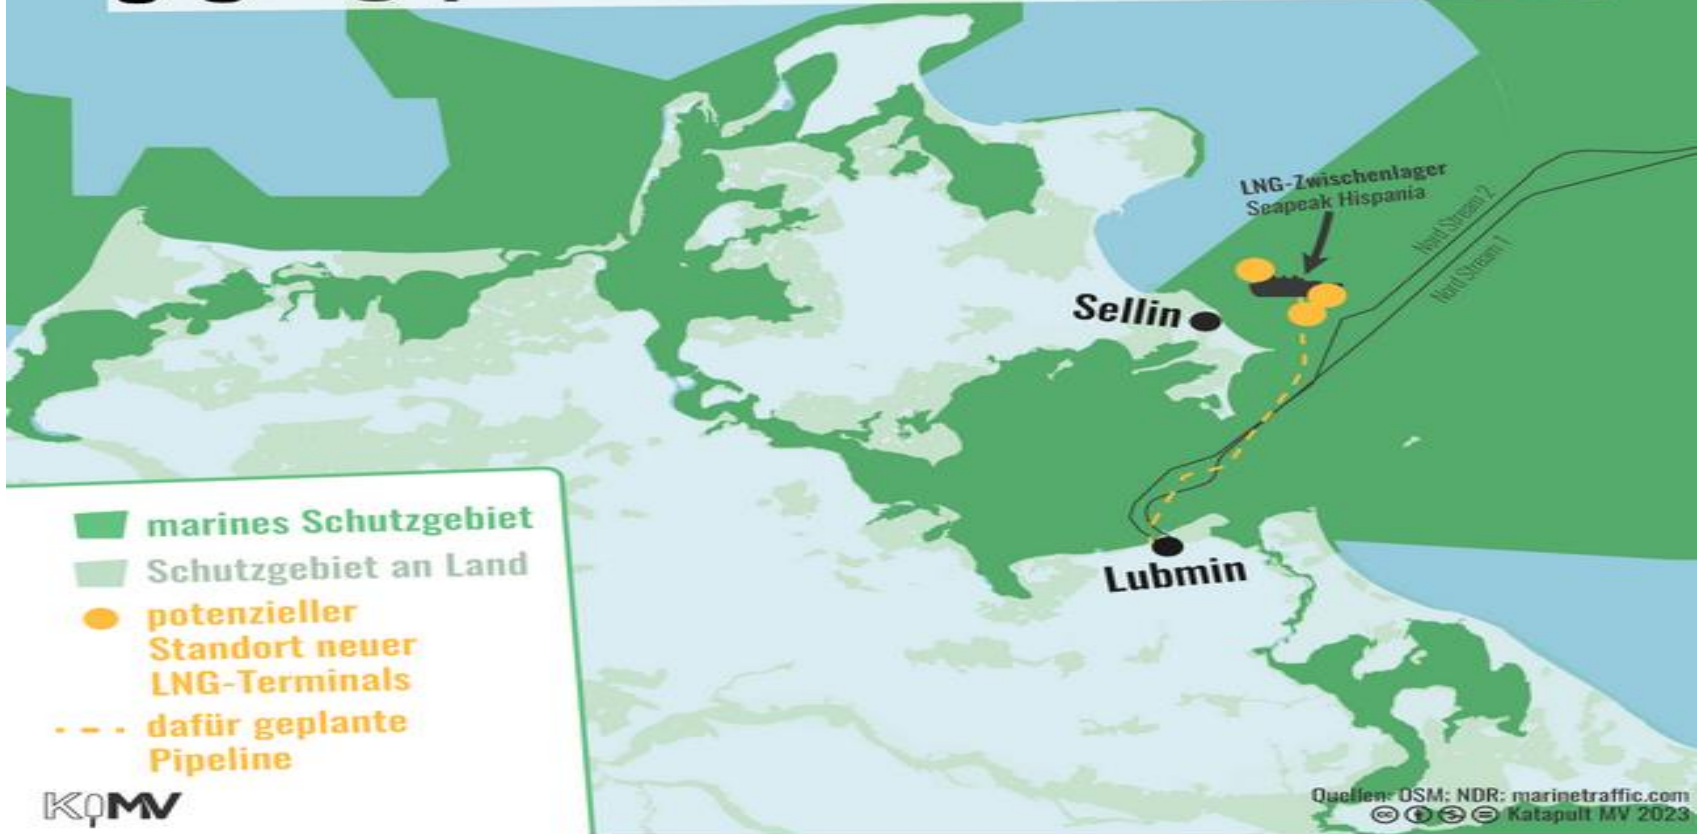 LNG-Zwischenlager
Seapeak Hispania
Nord Stream 2
Nord Stream 1
Sellin
Lubmin
marines Schutzgebiet
Schutzgebiet an Land
potenzieller
Standort neuer
LNG-Terminals
dafür geplante
Pipeline
KMV
Quellen: OSM; NDR; marinetraffic.com
Katapult MV 2023